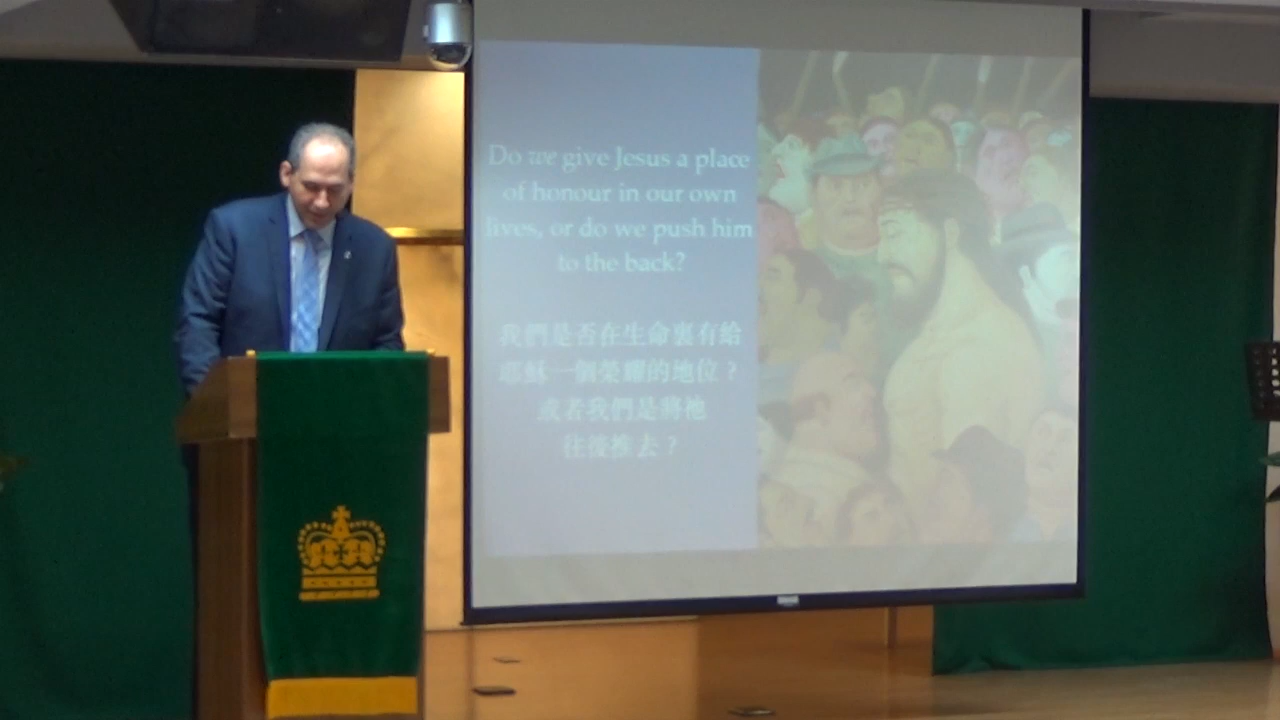 Do we give Jesus a place
of honour in our own
lives, or do we push him
to the back?
我們是否在生命裏有給
耶穌一個榮耀的地位？
或者我們是將祂
往後推去？